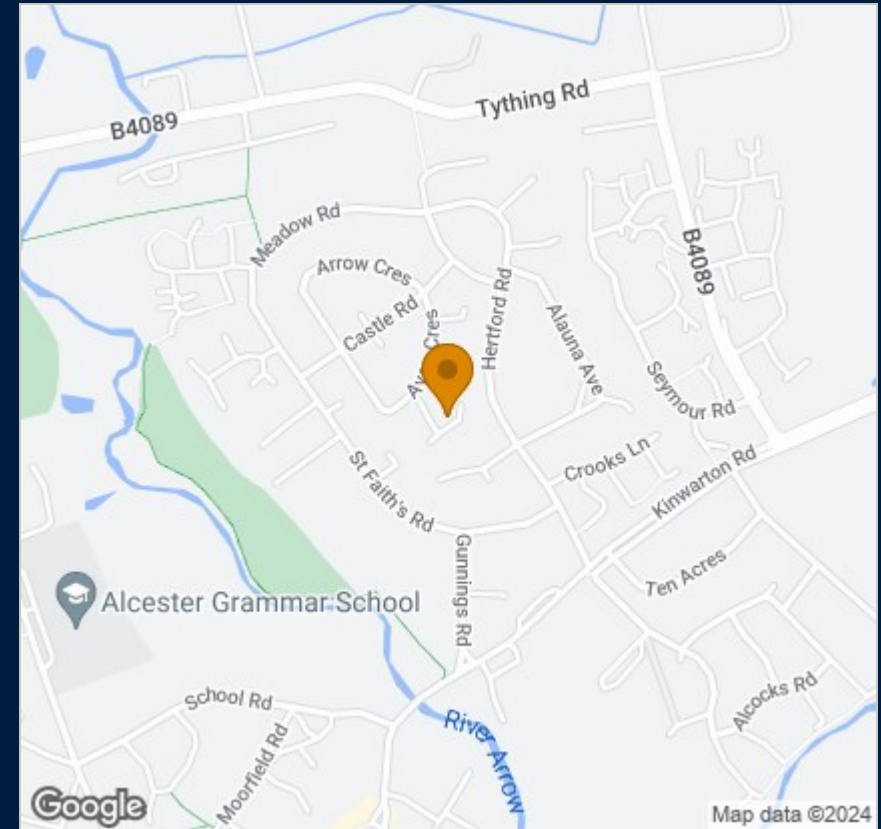 Tything Rd
B4089
Meadow Rd
Arrow Cres
B4089
Castle Rd
Hertford Rd
Alauna Ave
Cres
Seymour Rd
Crooks Ln
St Faith's Rd
Kinwarton Rd
Gunnings Rd
Ten Acres
Alcester Grammar School
School Rd
Alcocks Rd
Moorfield Rd
River Arrow
Google
Map data ©2024